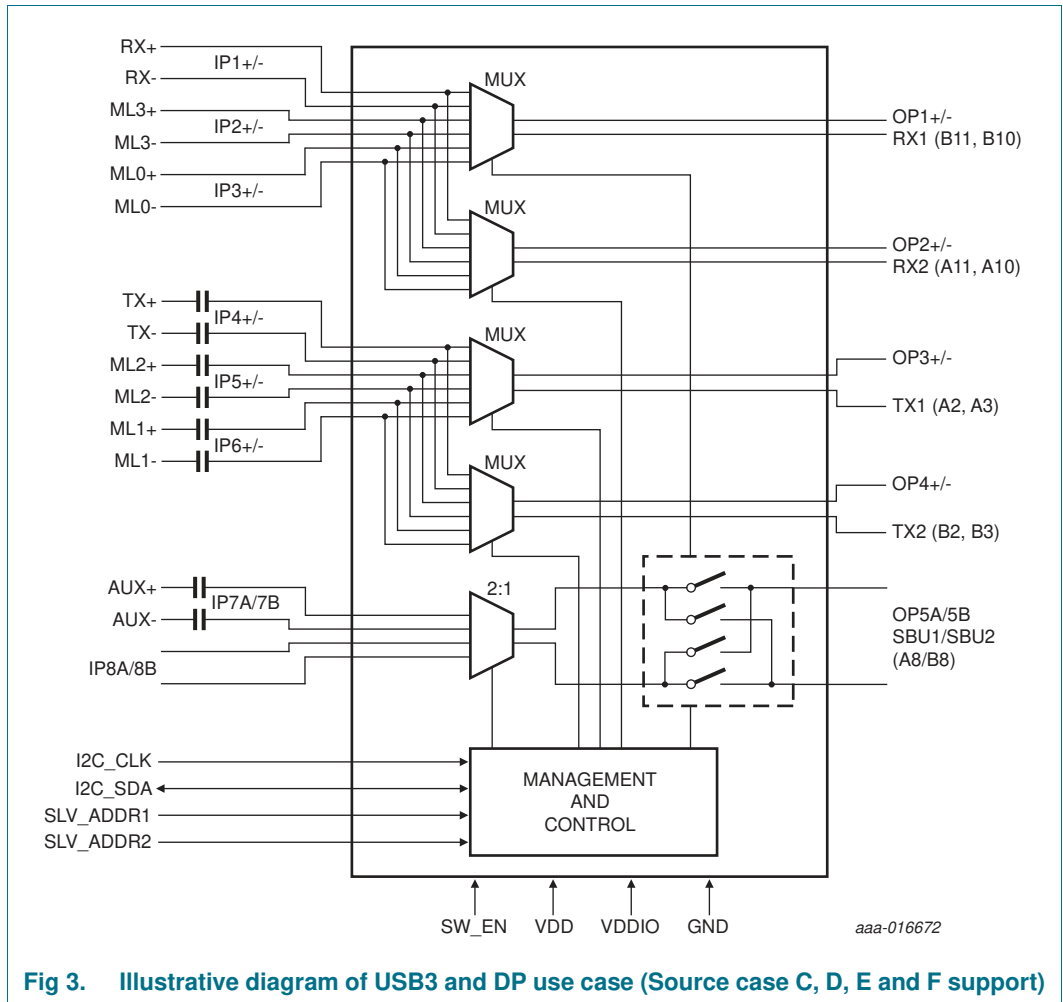 RX+
IP1+/-
RX-
ML3+
IP2+/-
ML3-
ML0+
IP3+/-
ML0-
MUX
OP1+/-
RX1 (B11, B10)
MUX
OP2+/-
RX2 (A11, A10)
TX+
IP4+/-
TX-
ML2+
IP5+/-
ML2-
ML1+
IP6+/-
ML1-
MUX
OP3+/-
TX1 (A2, A3)
MUX
OP4+/-
TX2 (B2, B3)
AUX+
IP7A/7B
AUX-
IP8A/8B
2:1
OP5A/5B
SBU1/SBU2
(A8/B8)
I2C_CLK
I2C_SDA
SLV_ADDR1
SLV_ADDR2
MANAGEMENT
AND
CONTROL
SW_EN
VDD
VDDIO
GND
aaa-016672
Fig 3. Illustrative diagram of USB3 and DP use case (Source case C, D, E and F support)